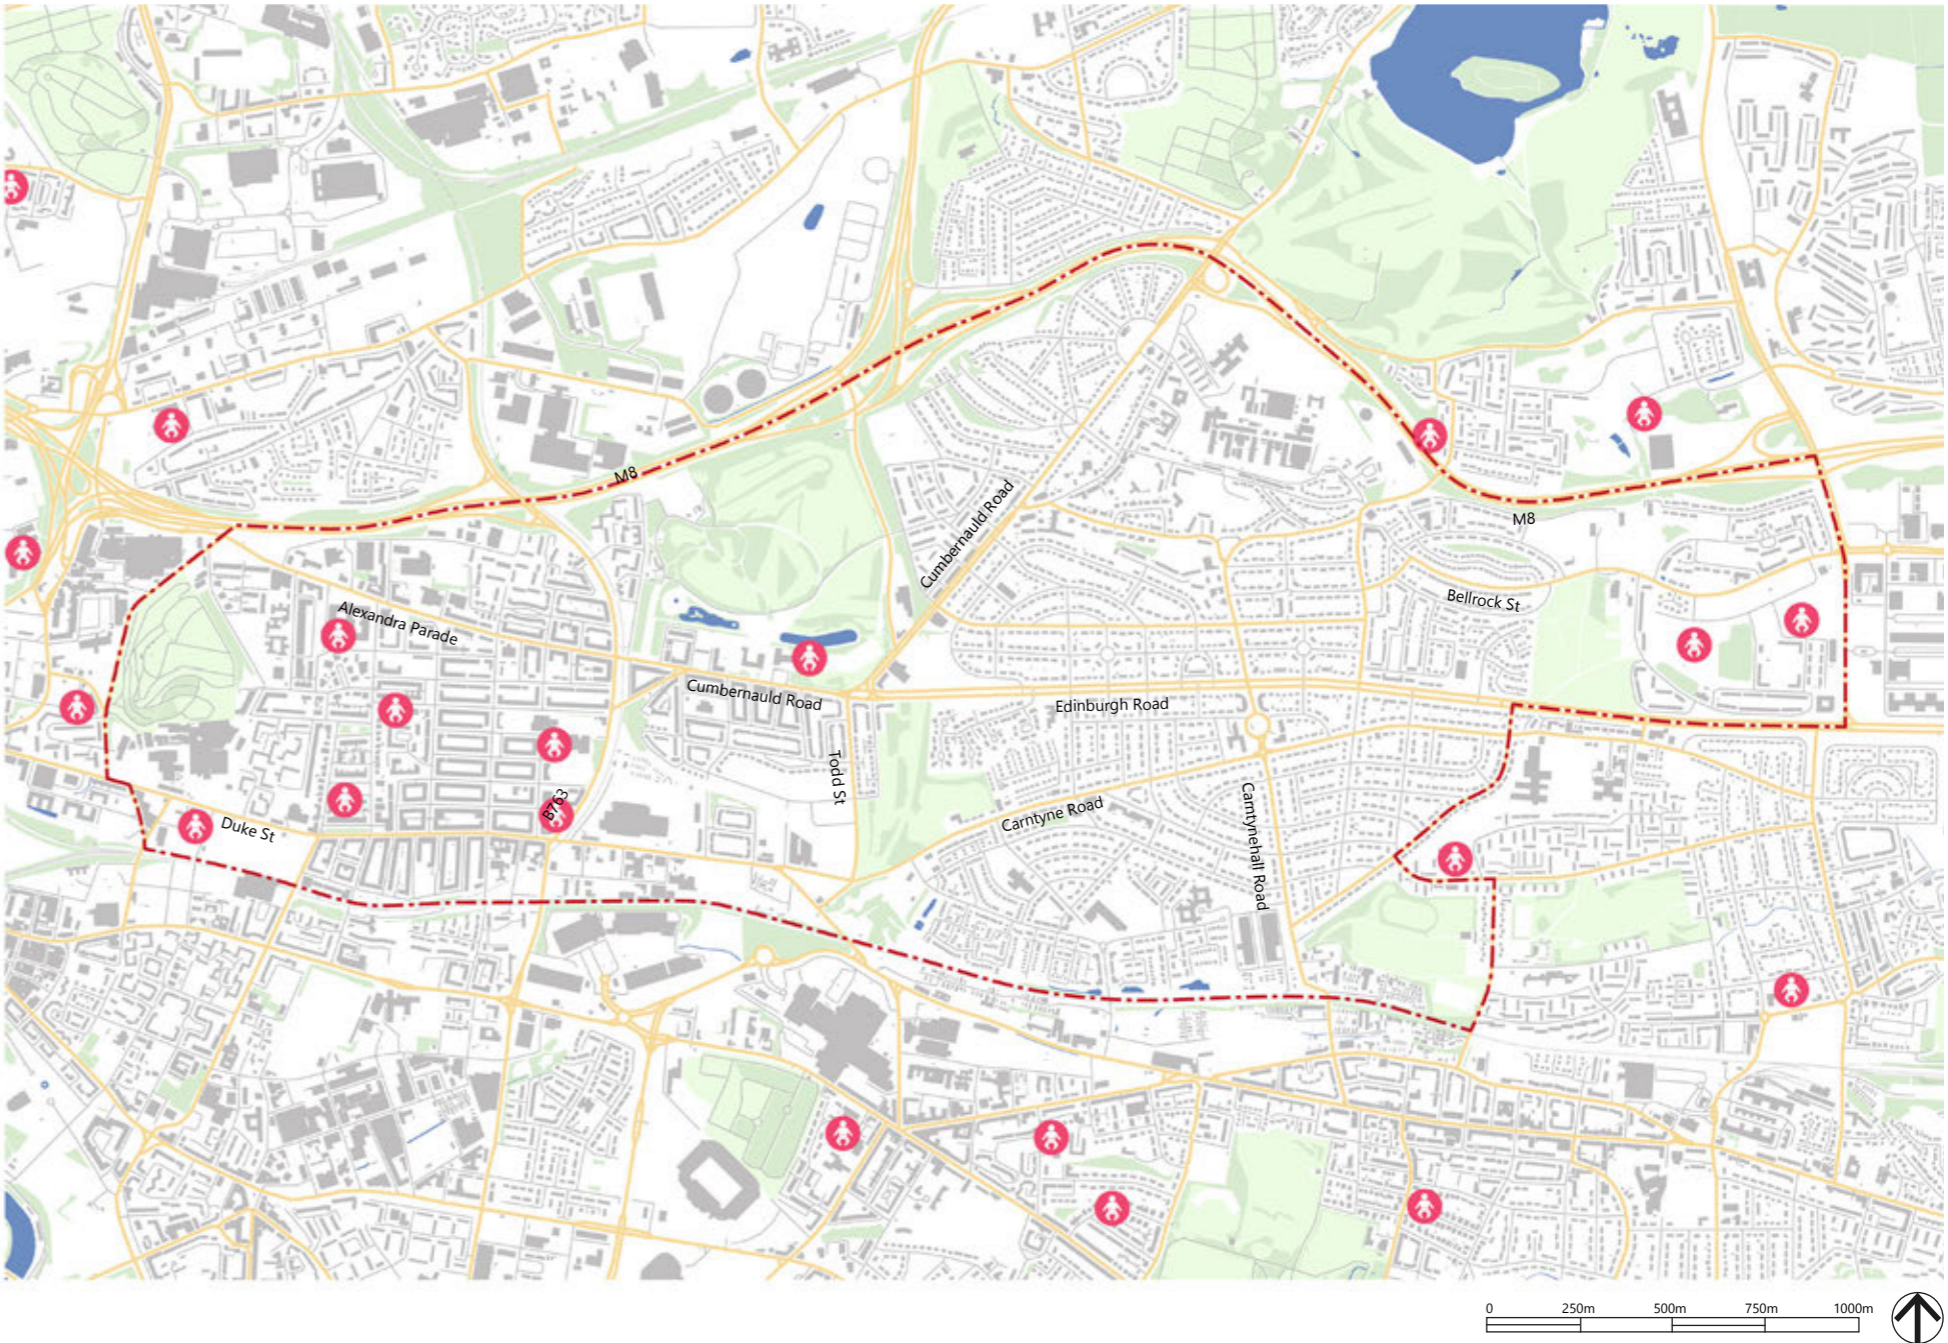 M8
Cumbernauld Road
M8
Bellrock St
Alexandra Parade
Cumbernauld Road
Edinburgh Road
Todd St
B763
Carntyne Road
Carntynehall Road
Duke St
0 250m 500m 750m 1000m